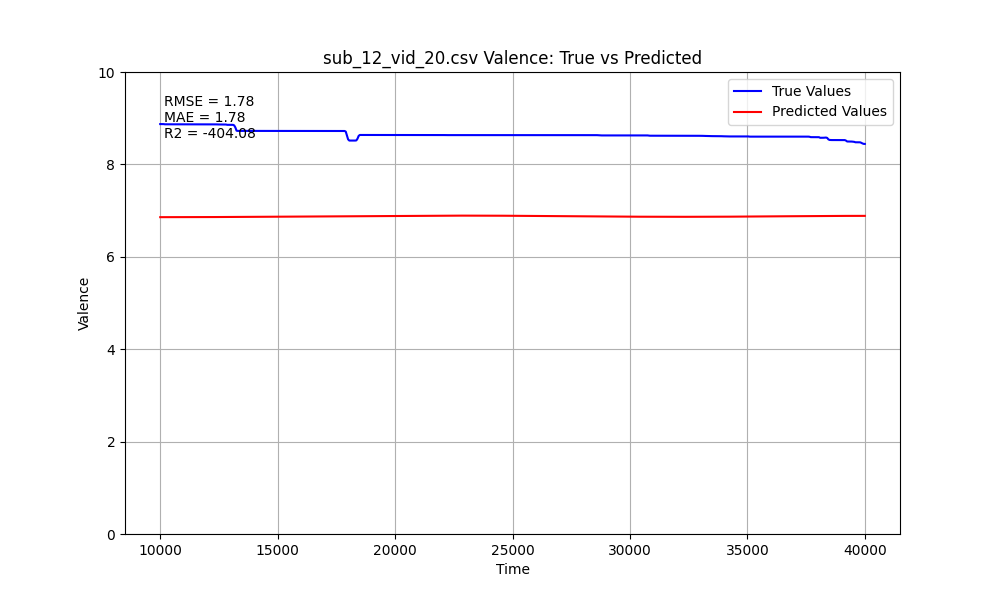 sub_12_vid_20.csv Valence: True vs Predicted
10
8
6
4
2
0
Valence
RMSE = 1.78
MAE = 1.78
R2 = -404.08
True Values
Predicted Values
10000 15000 20000 25000 30000 35000 40000
Time